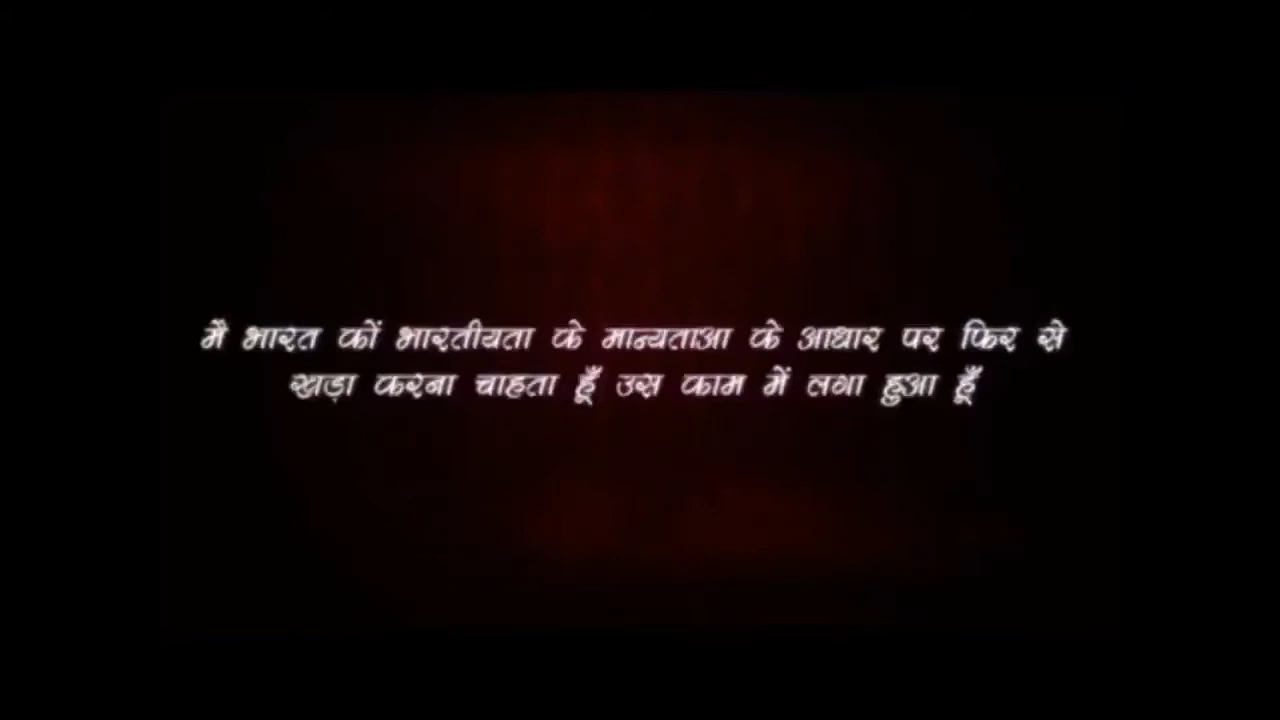 मै भारत कों भारतीयता के मान्यताआ के आधार पर फिर से
खड़ा करना चाहता हूँ उस काम में लगा हुआ हूँ